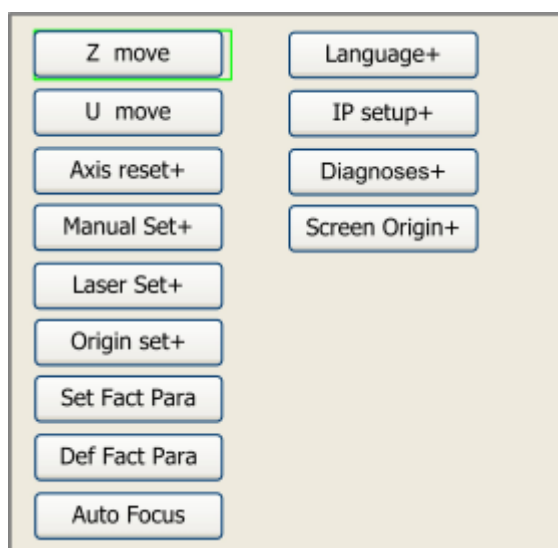 Z move
U move
Axis reset+
Manual Set+
Laser Set+
Origin set+
Set Fact Para
Def Fact Para
Auto Focus
Language+
IP setup+
Diagnoses+
Screen Origin+